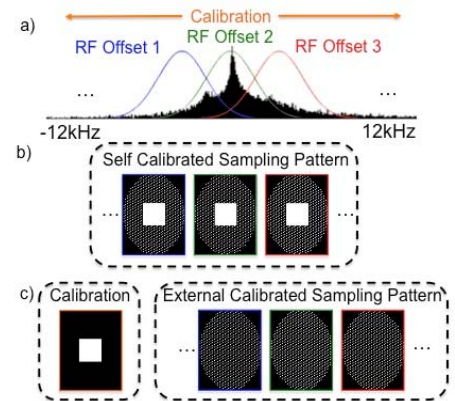 Calibration
a)
RF Offset 1
RF Offset 2
RF Offset 3
... ...
-12kHz 12kHz
b)
Self Calibrated Sampling Pattern
... ...
c)
Calibration
External Calibrated Sampling Pattern
... ...